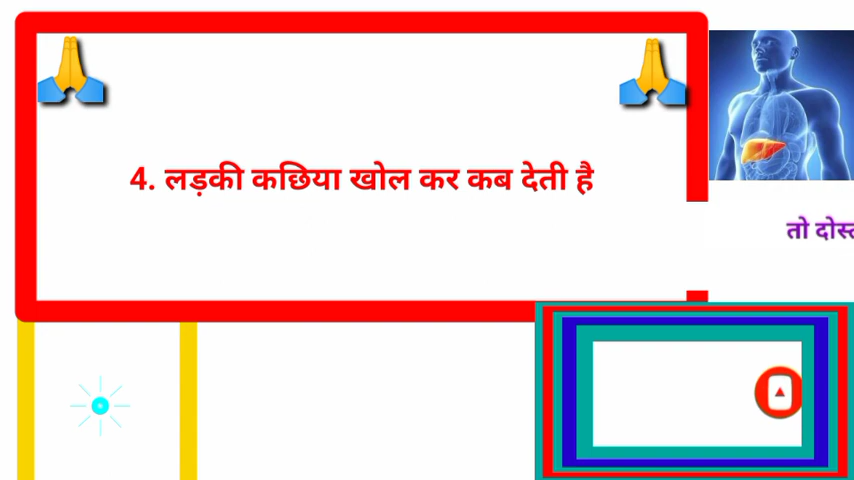 4. लड़की कछिया खोल कर कब देती है
तो